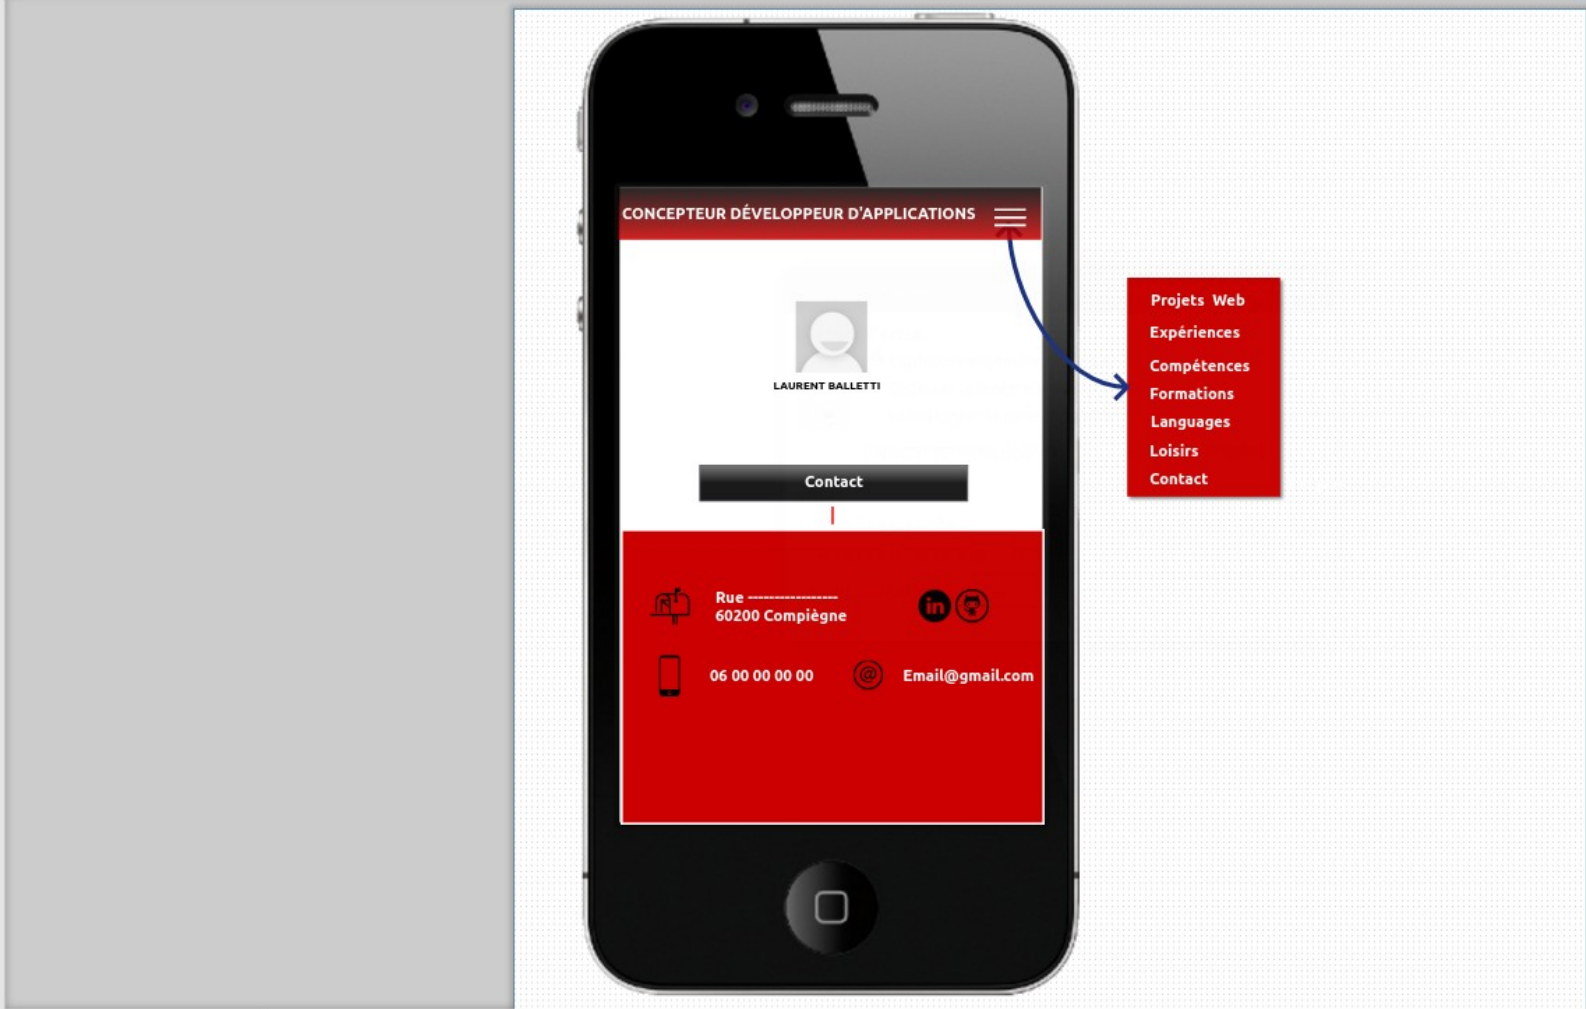 CONCEPTEUR DÉVELOPPEUR D'APPLICATIONS
LAURENT BALLETTI
Contact
Rue -----------------
60200 Compiègne
in
06 00 00 00 00
@
Email@gmail.com
Projets Web
Expériences
Compétences
Formations
Languages
Loisirs
Contact